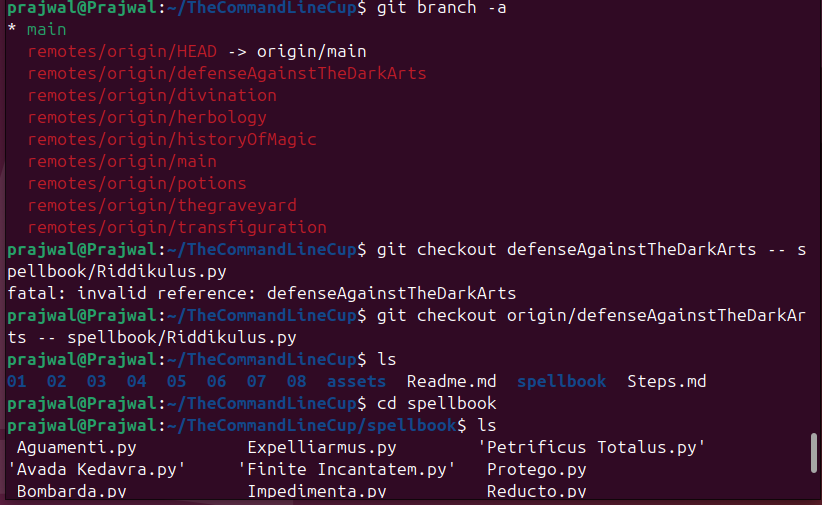 prajwal@Prajwal:~/TheCommandLineCup$ git branch -a
* main
  remotes/origin/HEAD -> origin/main
  remotes/origin/defenseAgainstTheDarkArts
  remotes/origin/divination
  remotes/origin/herbology
  remotes/origin/historyOfMagic
  remotes/origin/main
  remotes/origin/potions
  remotes/origin/thegraveyard
  remotes/origin/transfiguration
prajwal@Prajwal:~/TheCommandLineCup$ git checkout defenseAgainstTheDarkArts -- s
pellbook/Riddikulus.py
fatal: invalid reference: defenseAgainstTheDarkArts
prajwal@Prajwal:~/TheCommandLineCup$ git checkout origin/defenseAgainstTheDarkAr
ts -- spellbook/Riddikulus.py
prajwal@Prajwal:~/TheCommandLineCup$ ls
01  02  03  04  05  06  07  08  assets  Readme.md  spellbook  Steps.md
prajwal@Prajwal:~/TheCommandLineCup$ cd spellbook
prajwal@Prajwal:~/TheCommandLineCup/spellbook$ ls
 Aguamenti.py           Expelliarmus.py        'Petrificus Totalus.py'
'Avada Kedavra.py'     'Finite Incantatem.py'   Protego.py
 Bombarda.py            Impedimenta.py          Reducto.py